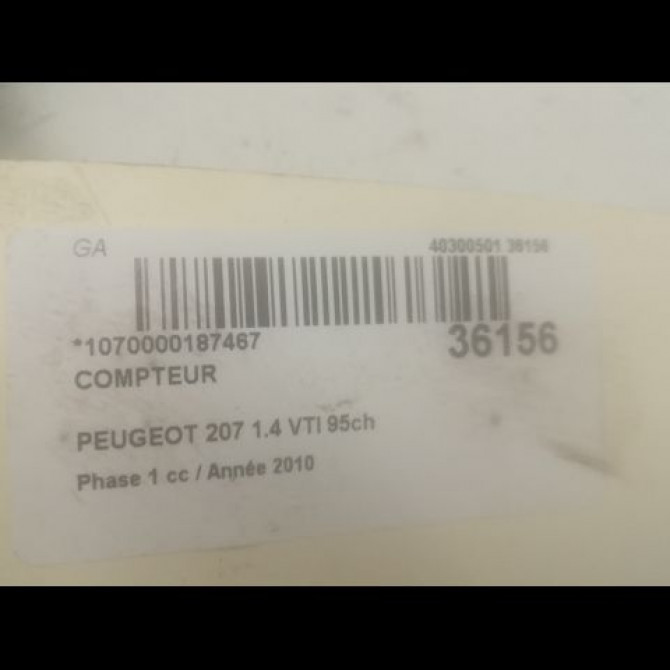 GA 40300501 36156
*1070000187467 36156
COMPTEUR
PEUGEOT 207 1.4 VTI 95ch
Phase 1 cc / Année 2010